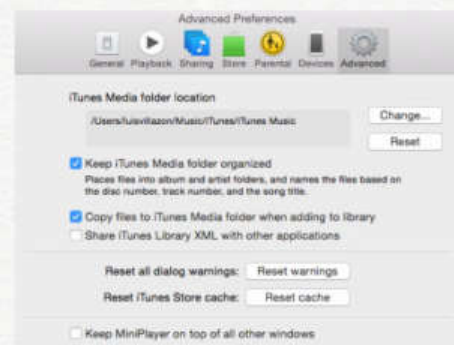 Advanced Preferences
General Playback Sharing Store Parental Devices Advanced
iTunes Media folder location
/Users/luisvillazon/Music/iTunes/iTunes Music
Change...
Reset
Keep iTunes Media folder organized
Places files into album and artist folders, and names the files based on
the disc number, track number, and the song title.
Copy files to iTunes Media folder when adding to library
Share iTunes Library XML with other applications
Reset all dialog warnings: Reset warnings
Reset iTunes Store cache: Reset cache
Keep MiniPlayer on top of all other windows